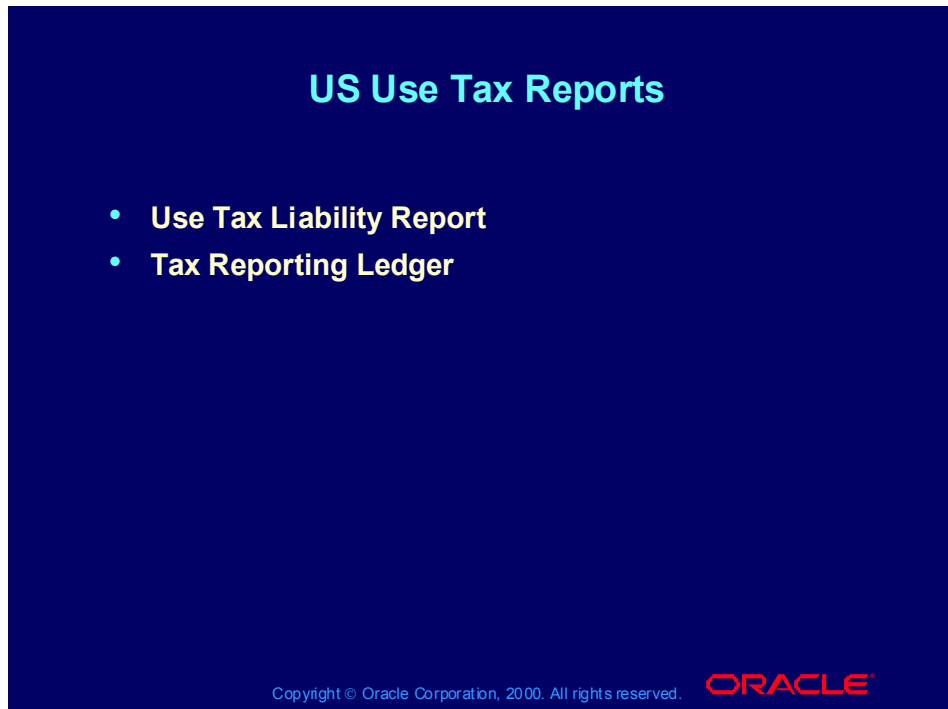 US Use Tax Reports
• Use Tax Liability Report
• Tax Reporting Ledger
Copyright © Oracle Corporation, 2000. All rights reserved.
ORACLE